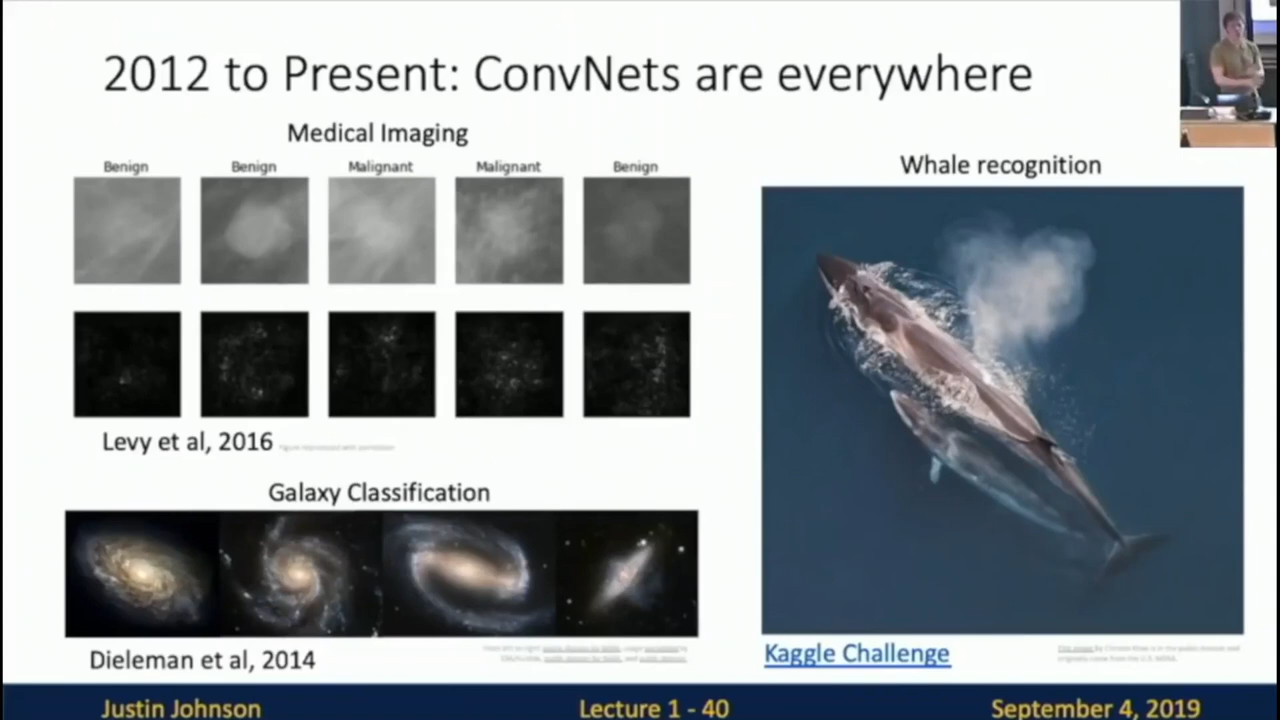 2012 to Present: ConvNets are everywhere
Medical Imaging
Benign Benign Malignant Malignant Benign
Levy et al, 2016
Galaxy Classification
Dieleman et al, 2014
Whale recognition
Kaggle Challenge
Justin Johnson
Lecture 1 - 40
September 4, 2019